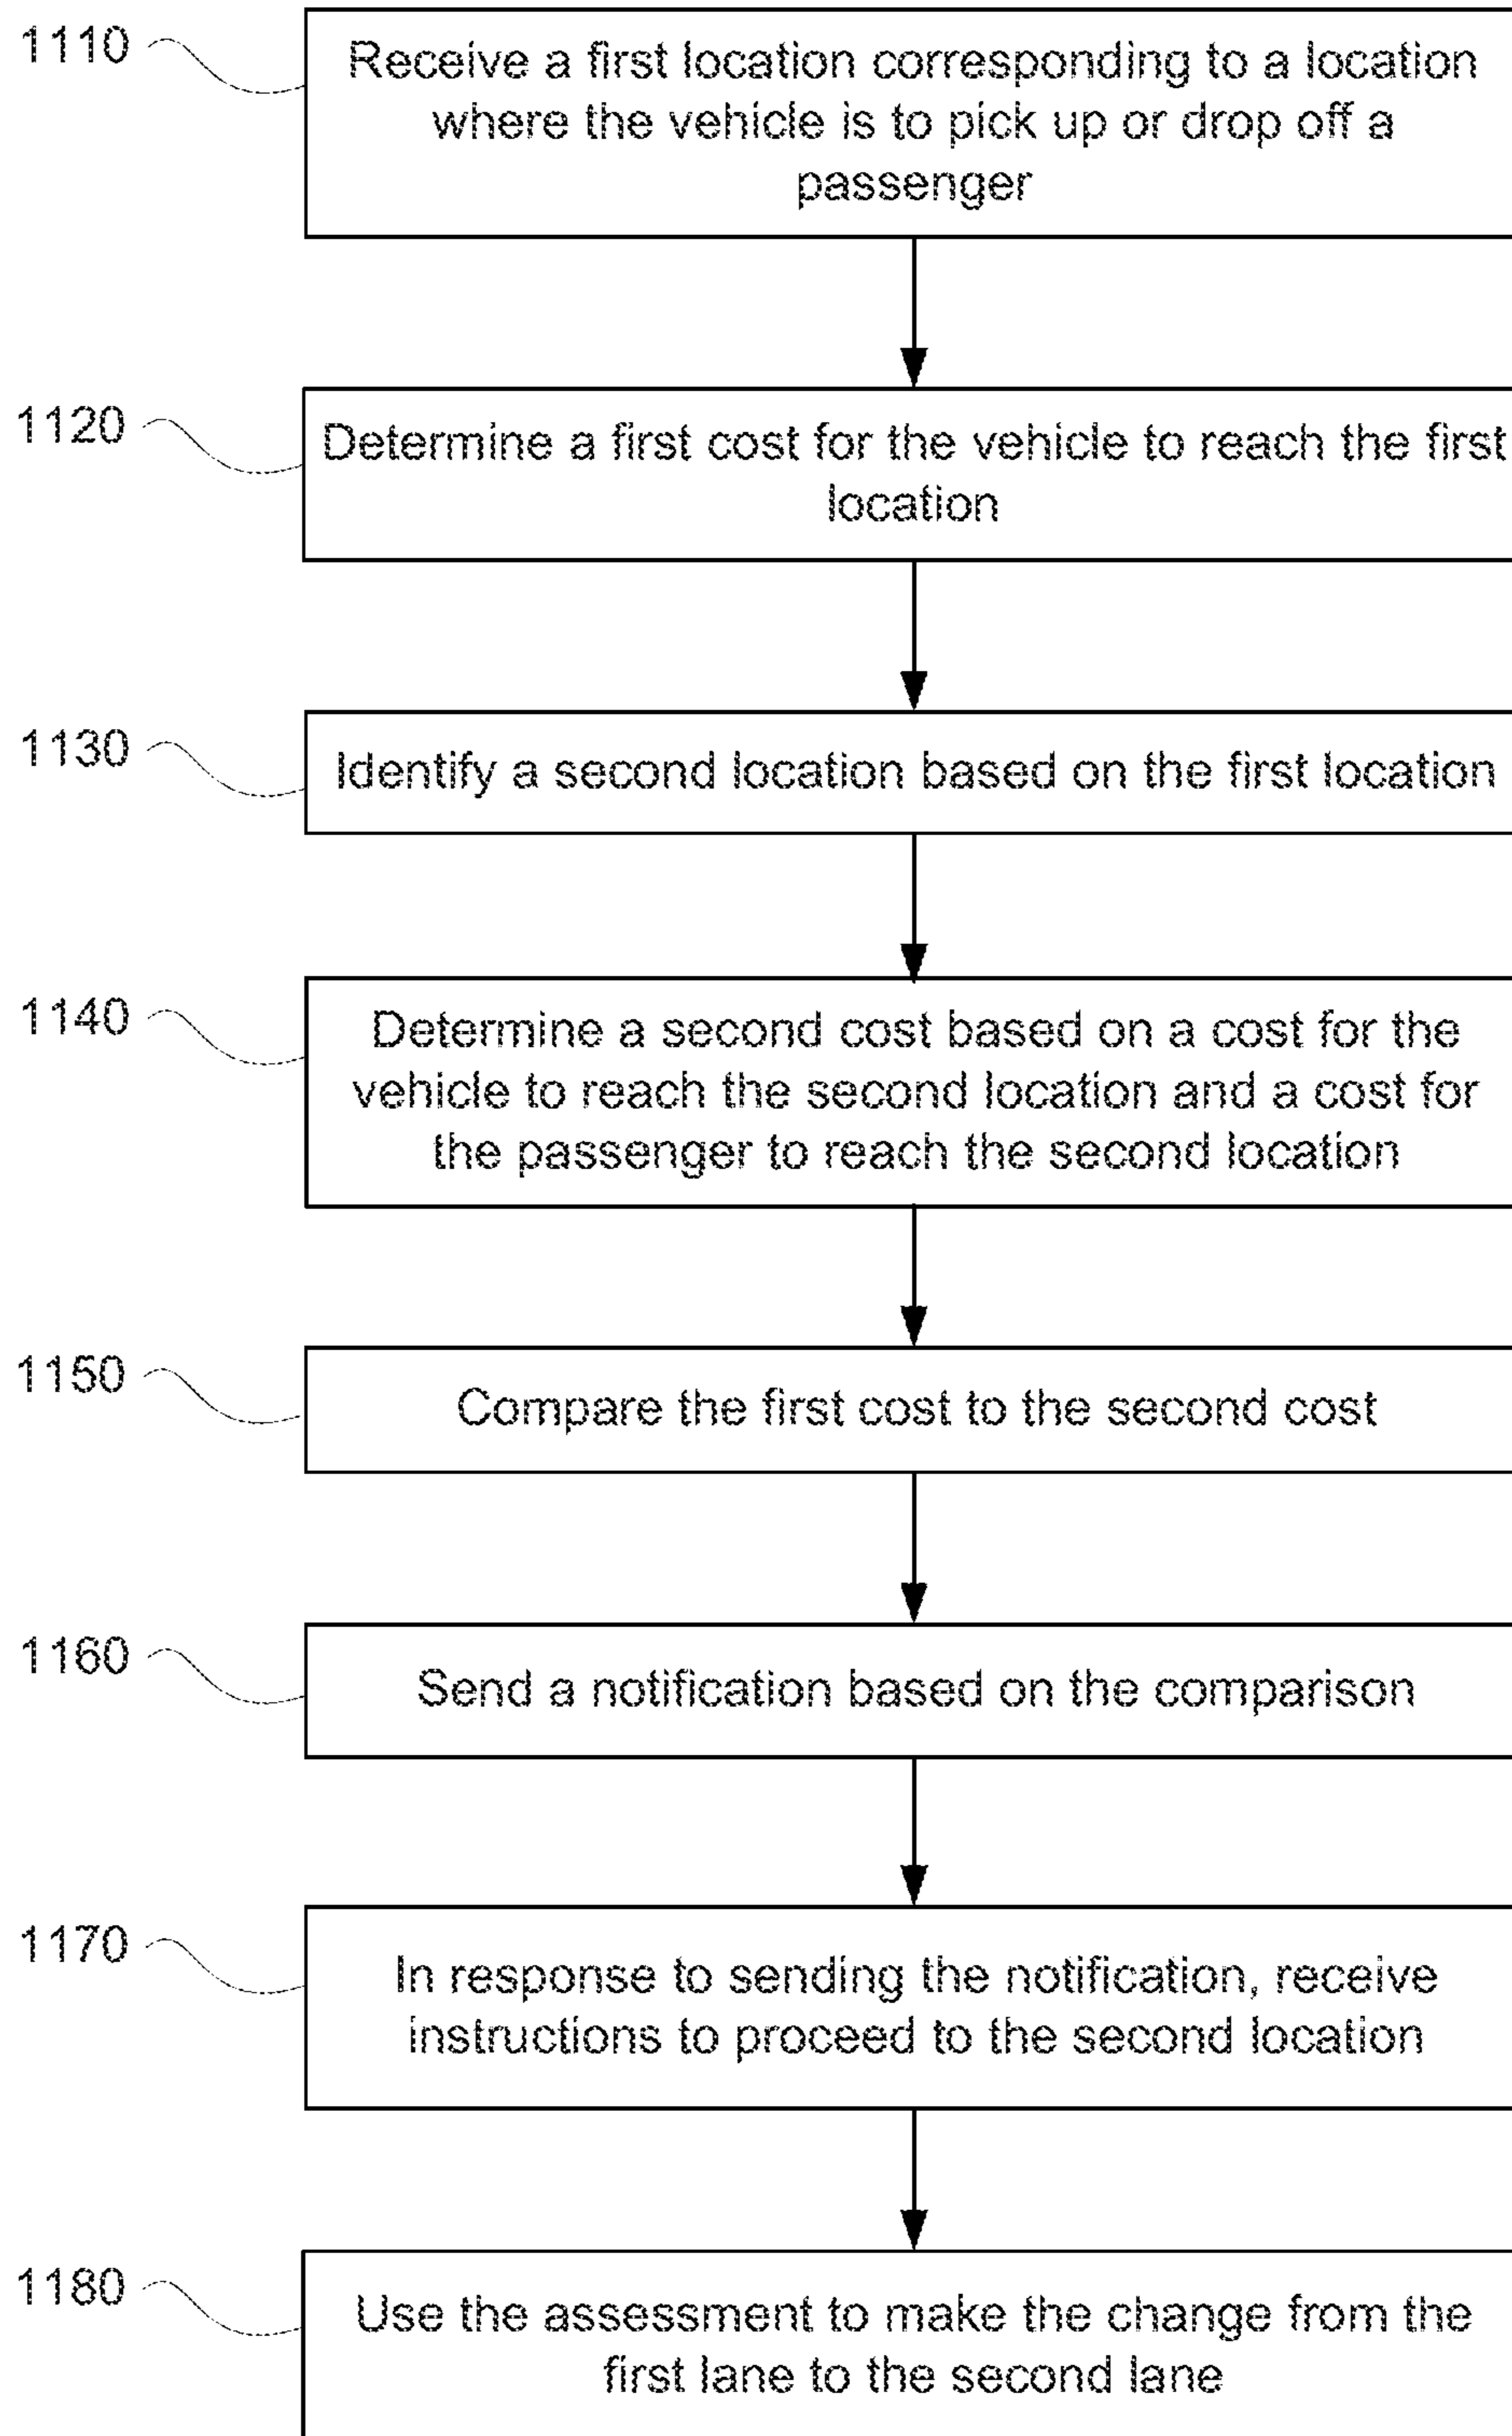 1110
Receive a first location corresponding to a location
where the vehicle is to pick up or drop off a
passenger
1120
Determine a first cost for the vehicle to reach the first
location
1130
Identify a second location based on the first location
1140
Determine a second cost based on a cost for the
vehicle to reach the second location and a cost for
the passenger to reach the second location
1150
Compare the first cost to the second cost
1160
Send a notification based on the comparison
1170
In response to sending the notification, receive
instructions to proceed to the second location
1180
Use the assessment to make the change from the
first lane to the second lane